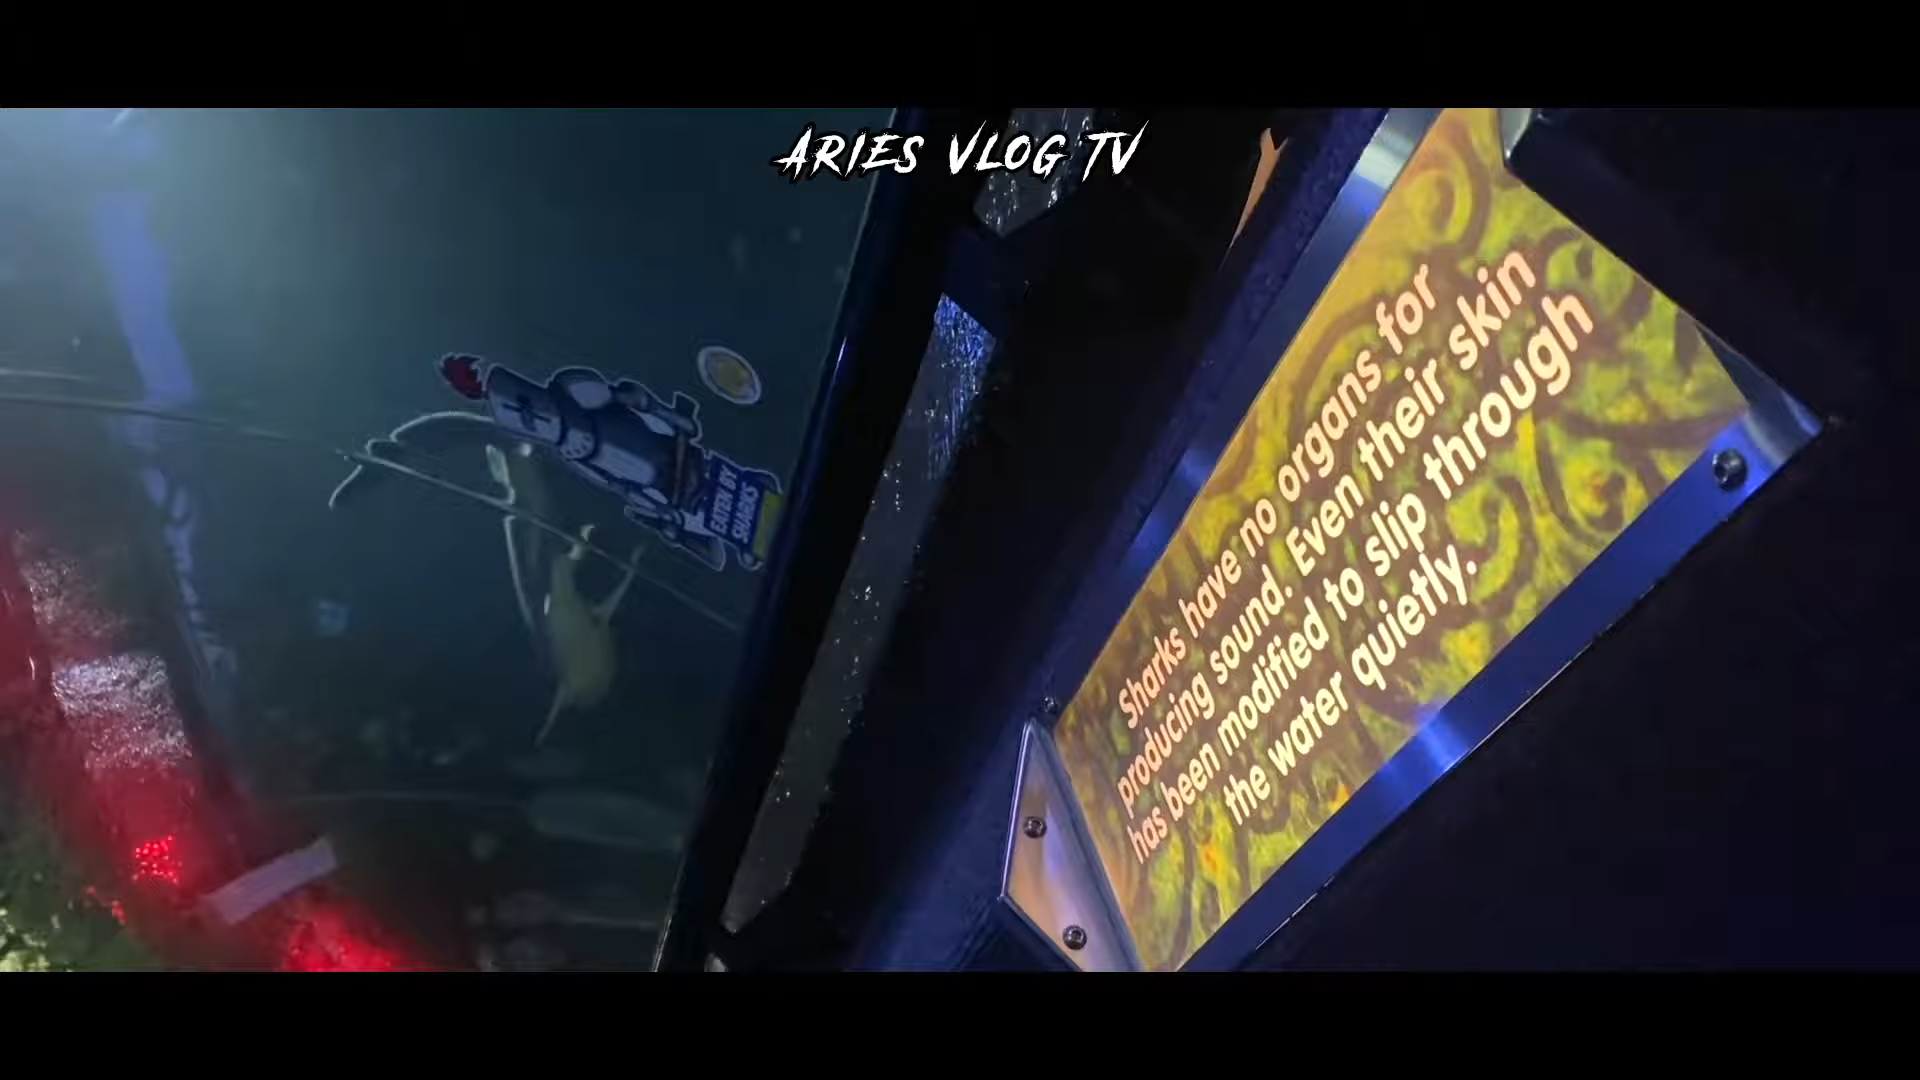 ARIES VLOG TV
EATEN BY
SHARKS
Sharks have no organs for
producing sound. Even their skin
has been modified to slip through
the water quietly.